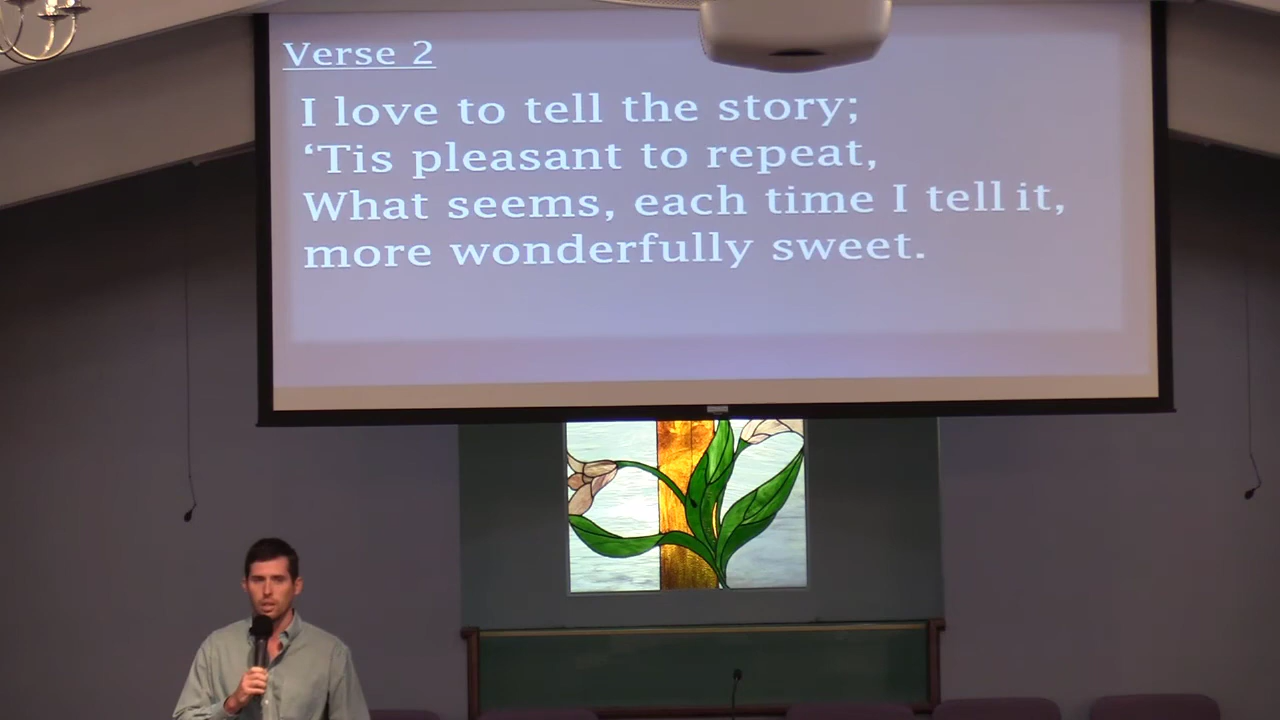 Verse 2
I love to tell the story;
‘Tis pleasant to repeat,
What seems, each time I tell it,
more wonderfully sweet.